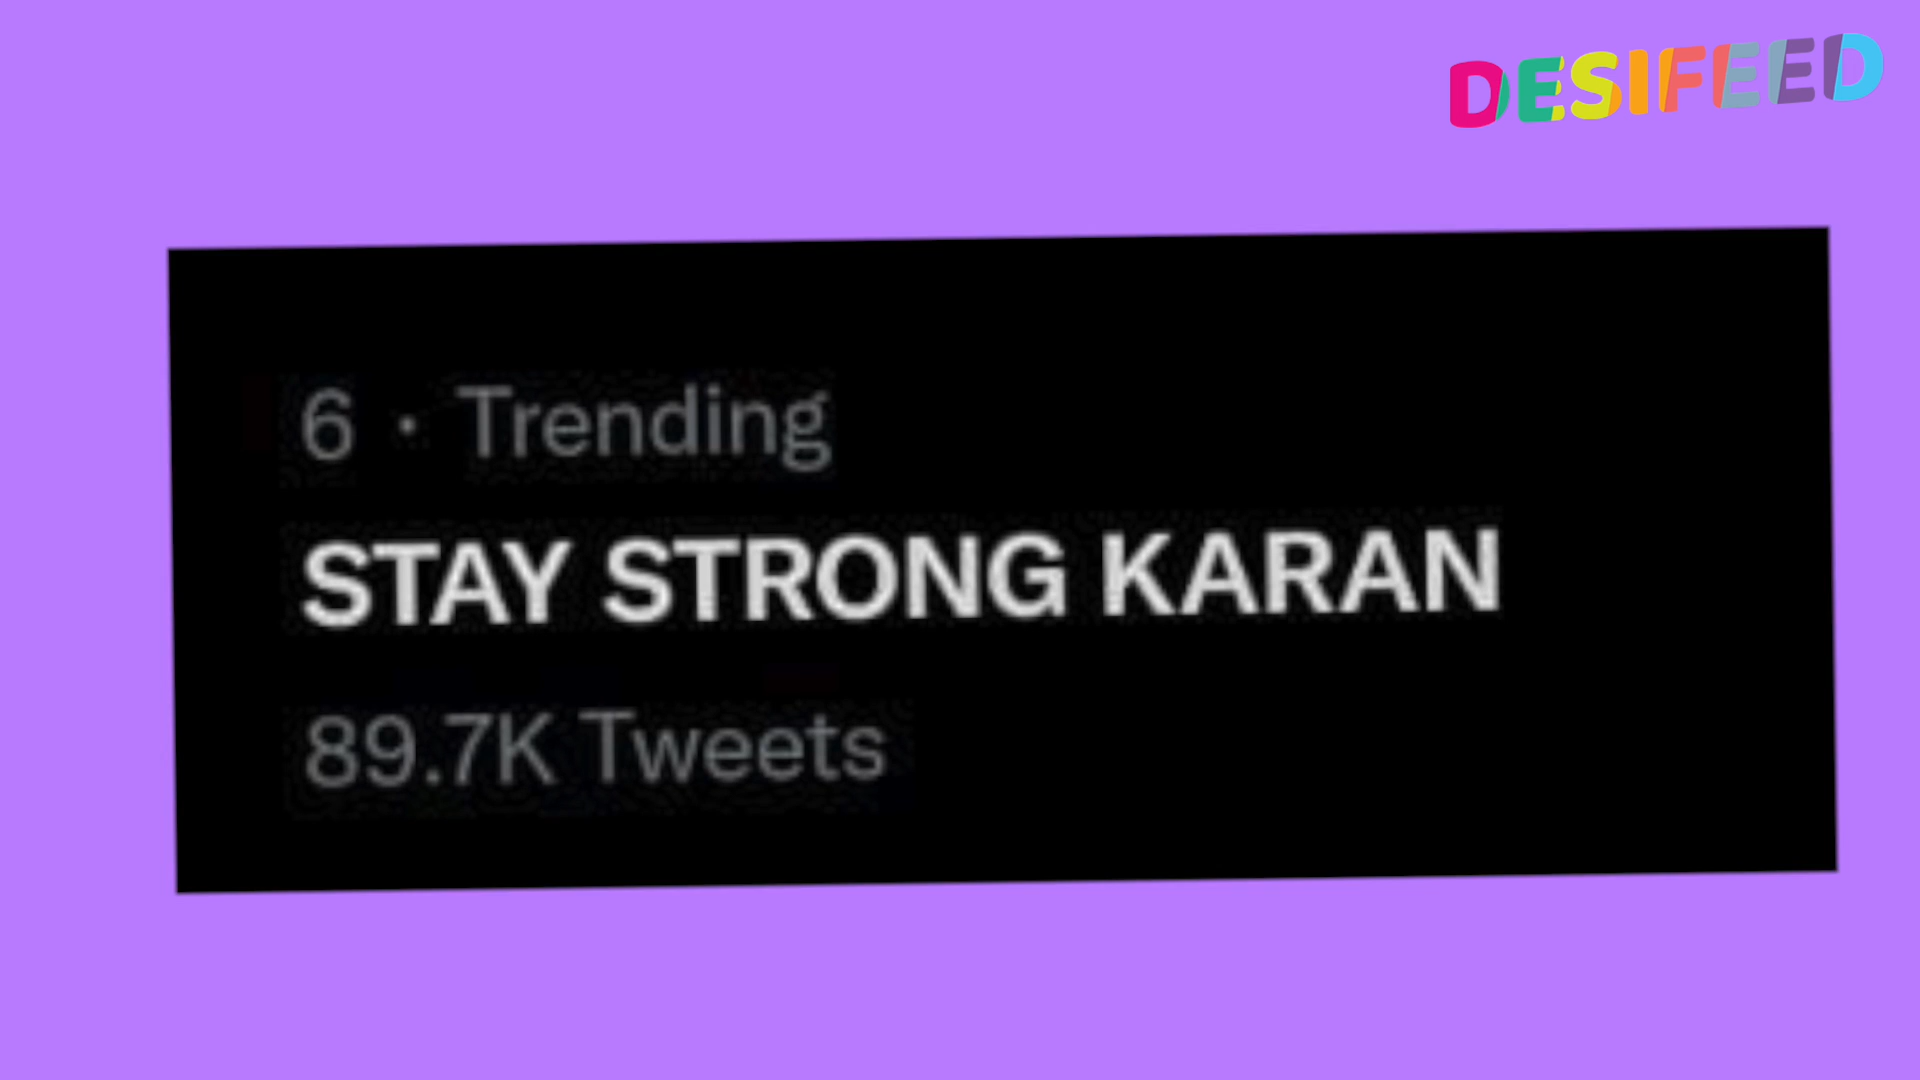 DESIFEED
6 · Trending
STAY STRONG KARAN
89.7K Tweets